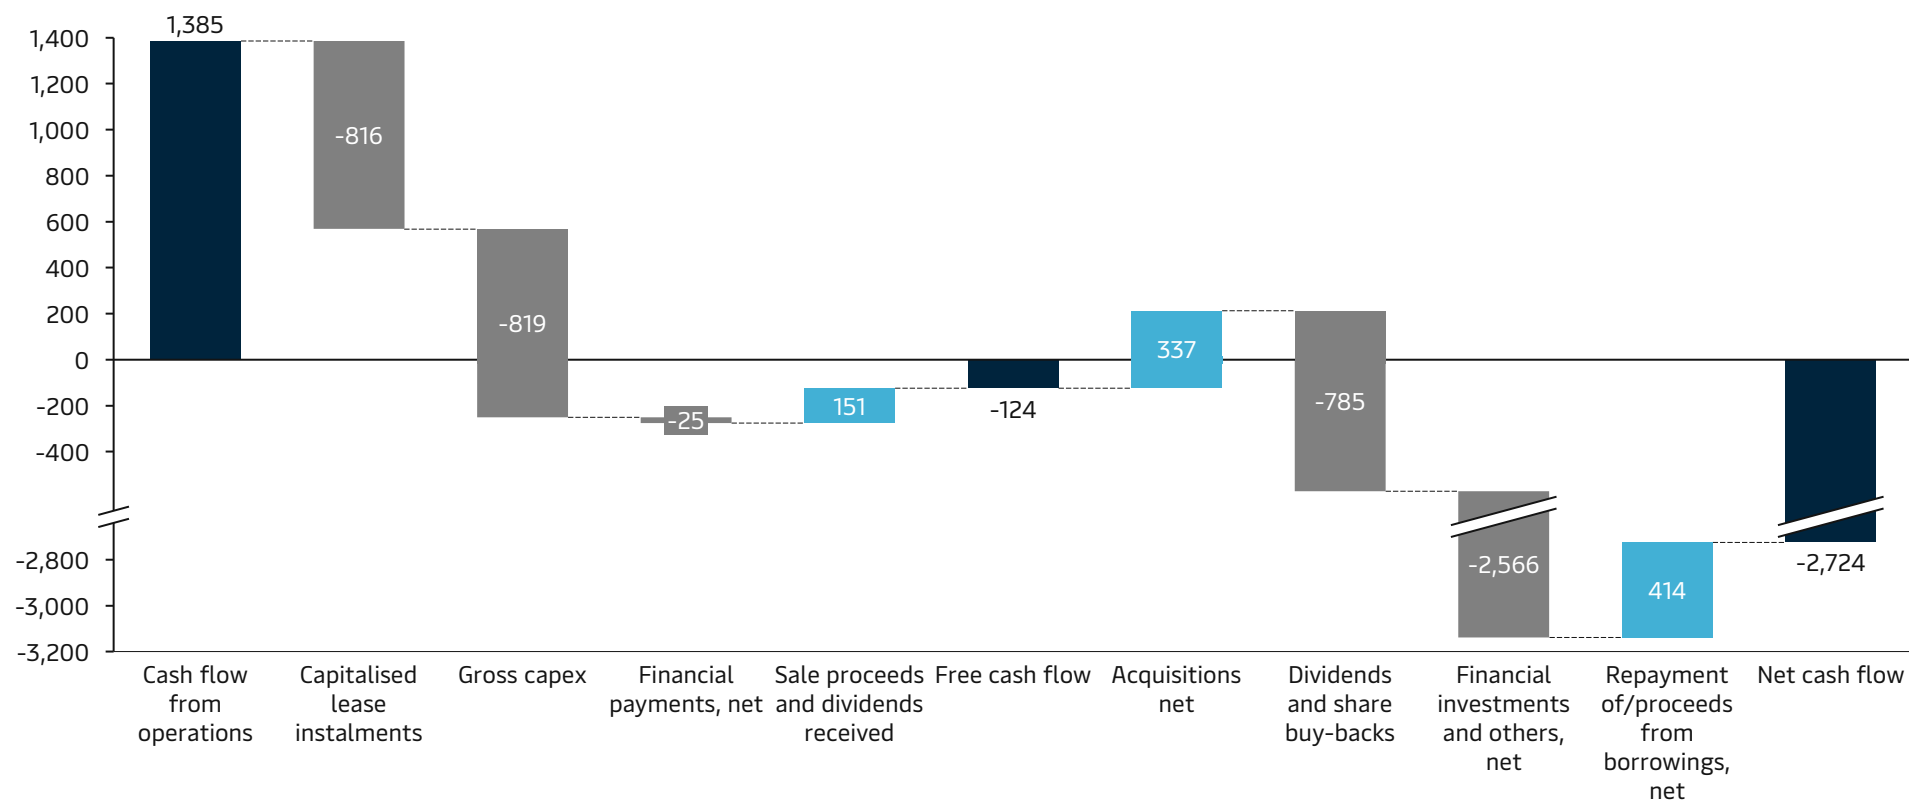 1,385
1,400
1,200
1,000
800
600
400
200
0
-200
-400
-2,800
-3,000
-3,200
-816
-819
-25
151
-124
337
-785
-2,566
414
-2,724
Cash flow
from
operations
Capitalised
lease
instalments
Gross capex
Financial
payments, net
Sale proceeds
and dividends
received
Free cash flow
Acquisitions
net
Dividends
and share
buy-backs
Financial
investments
and others,
net
Repayment
of/proceeds
from
borrowings,
net
Net cash flow